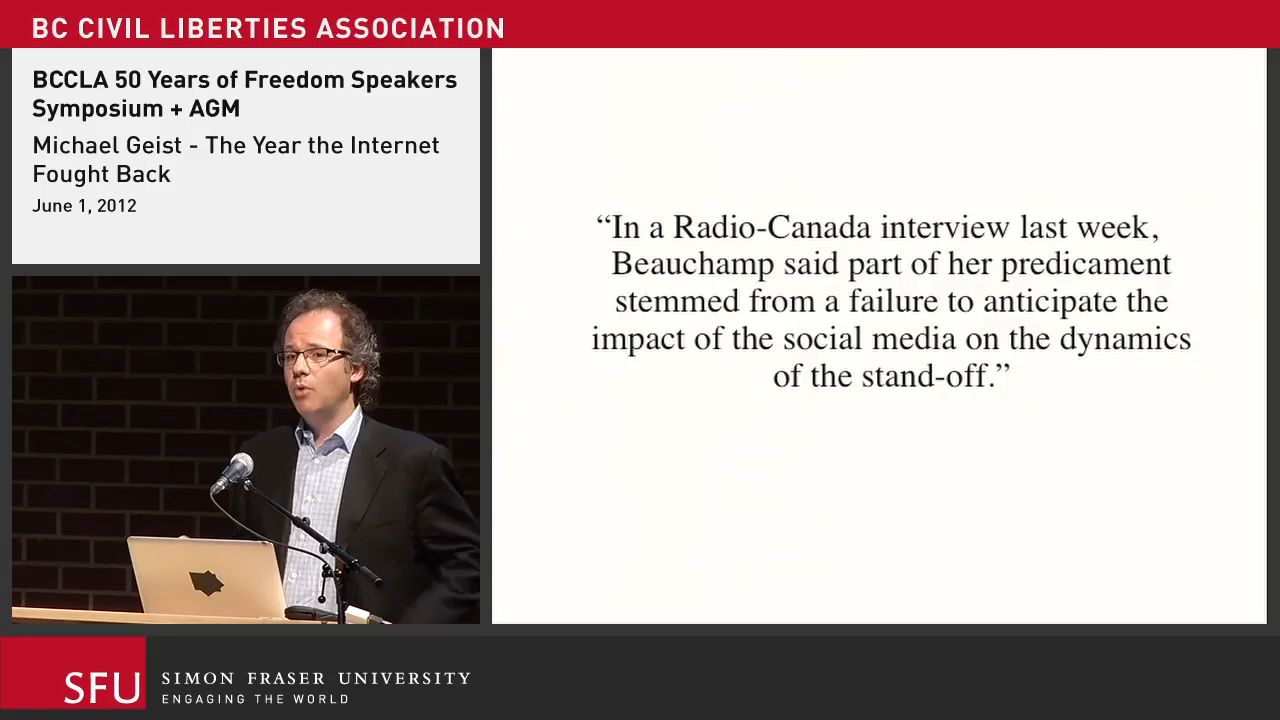 BC CIVIL LIBERTIES ASSOCIATION
BCCLA 50 Years of Freedom Speakers
Symposium + AGM
Michael Geist - The Year the Internet
Fought Back
June 1, 2012
“In a Radio-Canada interview last week,
Beauchamp said part of her predicament
stemmed from a failure to anticipate the
impact of the social media on the dynamics
of the stand-off.”
SFU
SIMON FRASER UNIVERSITY
ENGAGING THE WORLD